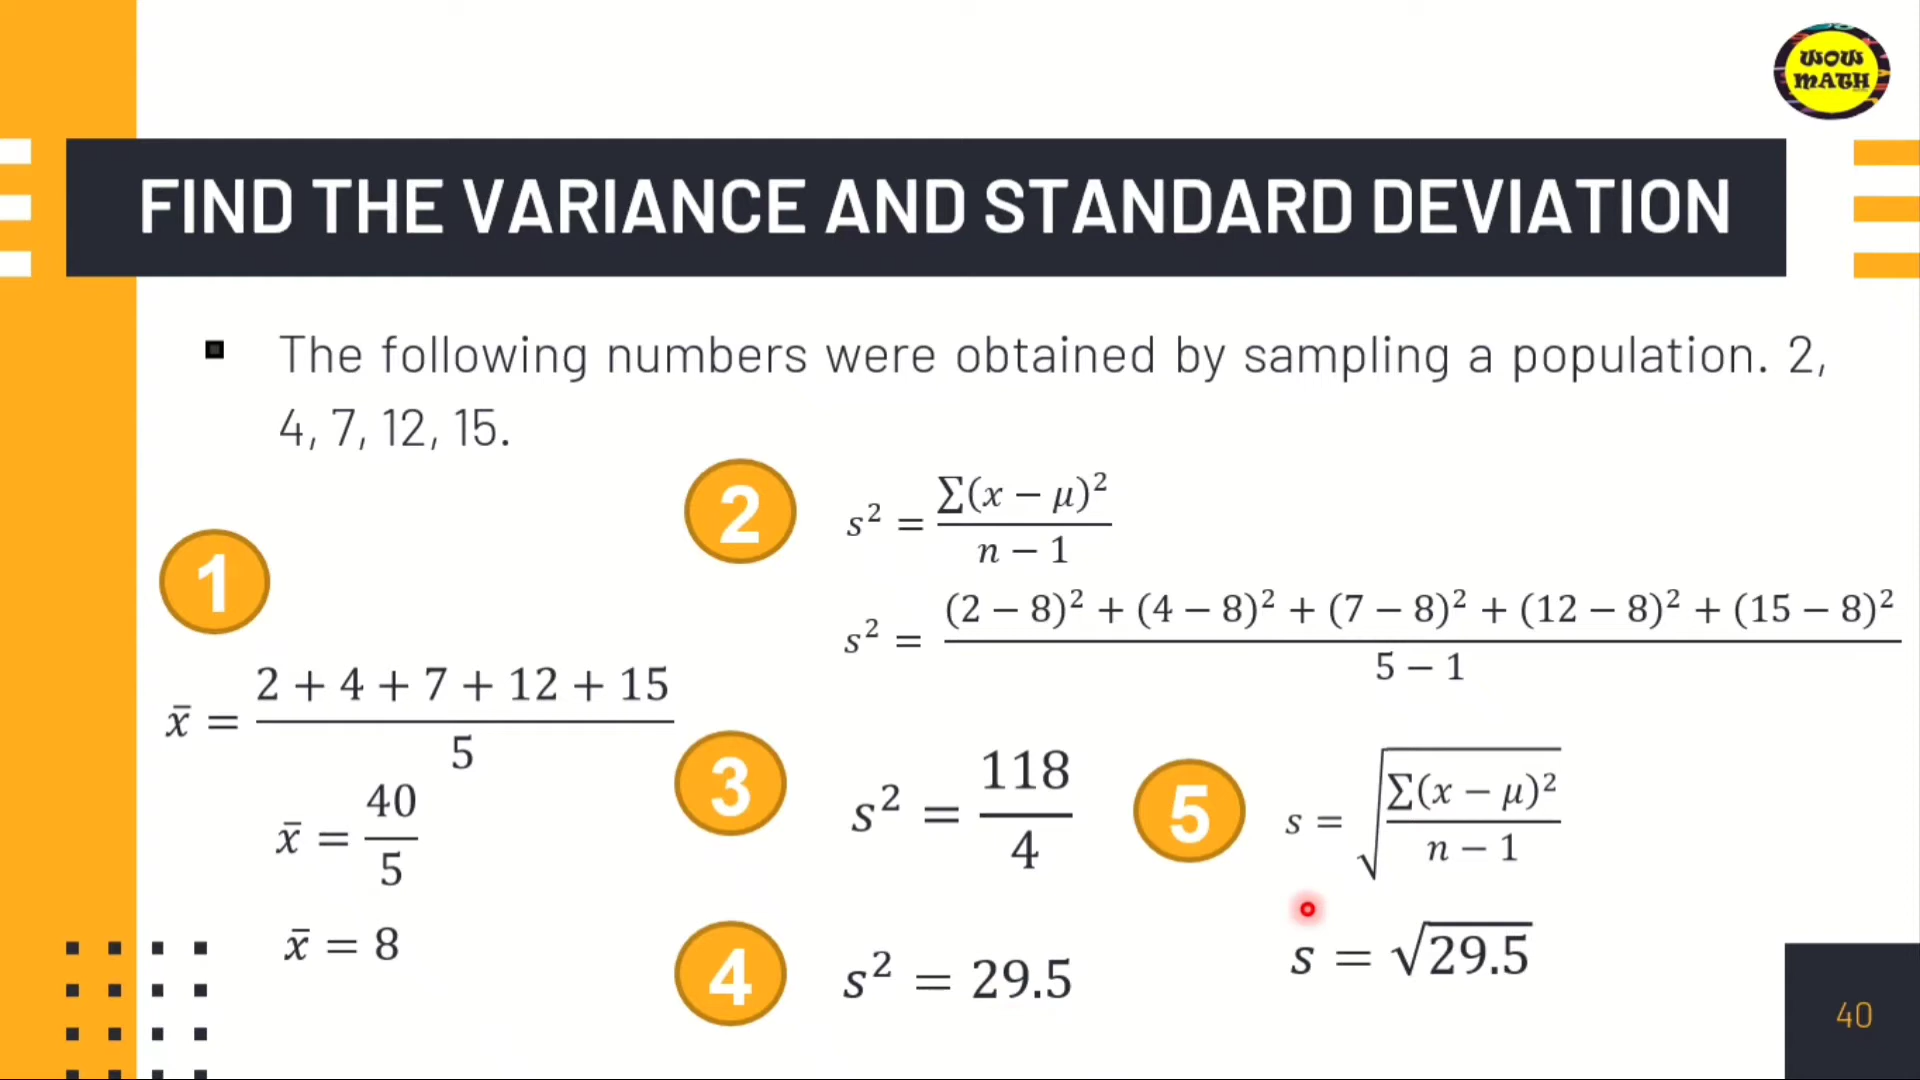 WOW
MATH
FIND THE VARIANCE AND STANDARD DEVIATION
▪ The following numbers were obtained by sampling a population. 2,
4, 7, 12, 15.
1
x̄ = (2 + 4 + 7 + 12 + 15)/5
x̄ = 40/5
x̄ = 8
2
s² = ∑(x − μ)²/(n − 1)
s² = ((2 − 8)² + (4 − 8)² + (7 − 8)² + (12 − 8)² + (15 − 8)²)/(5 − 1)
3
s² = 118/4
4
s² = 29.5
5
s = √(∑(x − μ)²/(n − 1))
s = √29.5
40